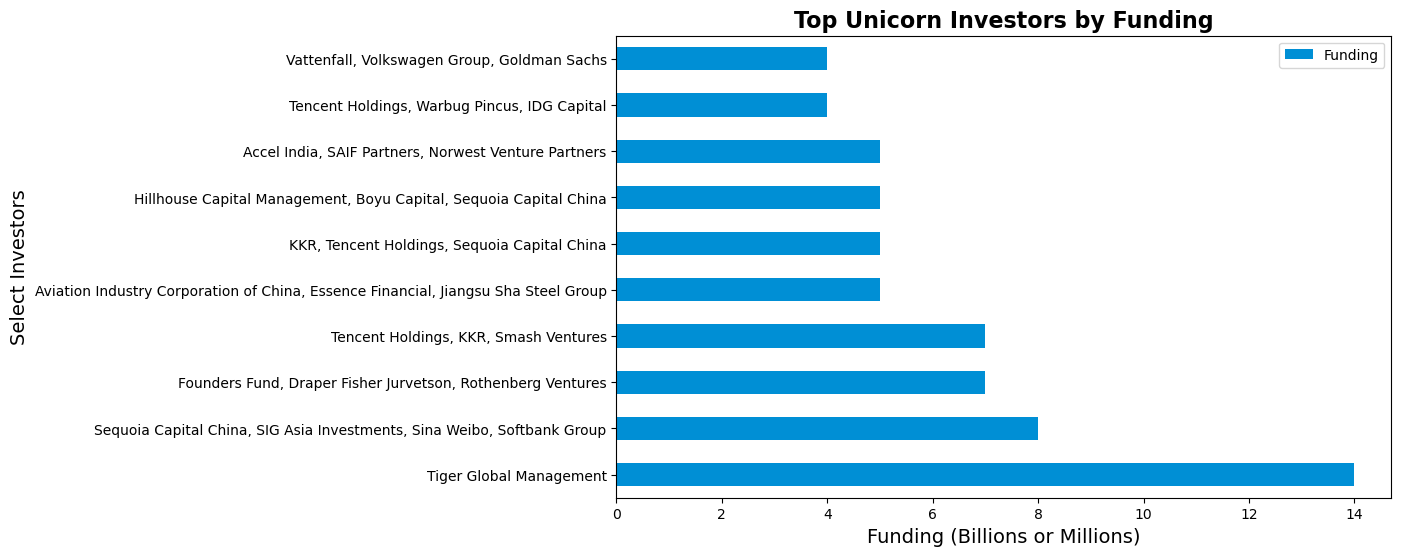 Top Unicorn Investors by Funding
Funding
Select Investors
Vattenfall, Volkswagen Group, Goldman Sachs
Tencent Holdings, Warbug Pincus, IDG Capital
Accel India, SAIF Partners, Norwest Venture Partners
Hillhouse Capital Management, Boyu Capital, Sequoia Capital China
KKR, Tencent Holdings, Sequoia Capital China
Aviation Industry Corporation of China, Essence Financial, Jiangsu Sha Steel Group
Tencent Holdings, KKR, Smash Ventures
Founders Fund, Draper Fisher Jurvetson, Rothenberg Ventures
Sequoia Capital China, SIG Asia Investments, Sina Weibo, Softbank Group
Tiger Global Management
0 2 4 6 8 10 12 14
Funding (Billions or Millions)